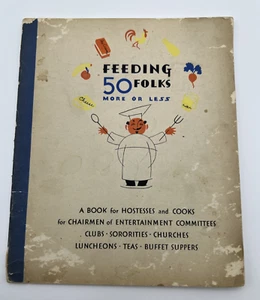 FEEDING
50 FOLKS
MORE OR LESS
A BOOK for HOSTESSES and COOKS
for CHAIRMEN of ENTERTAINMENT COMMITTEES
CLUBS · SORORITIES · CHURCHES
LUNCHEONS · TEAS · BUFFET SUPPERS